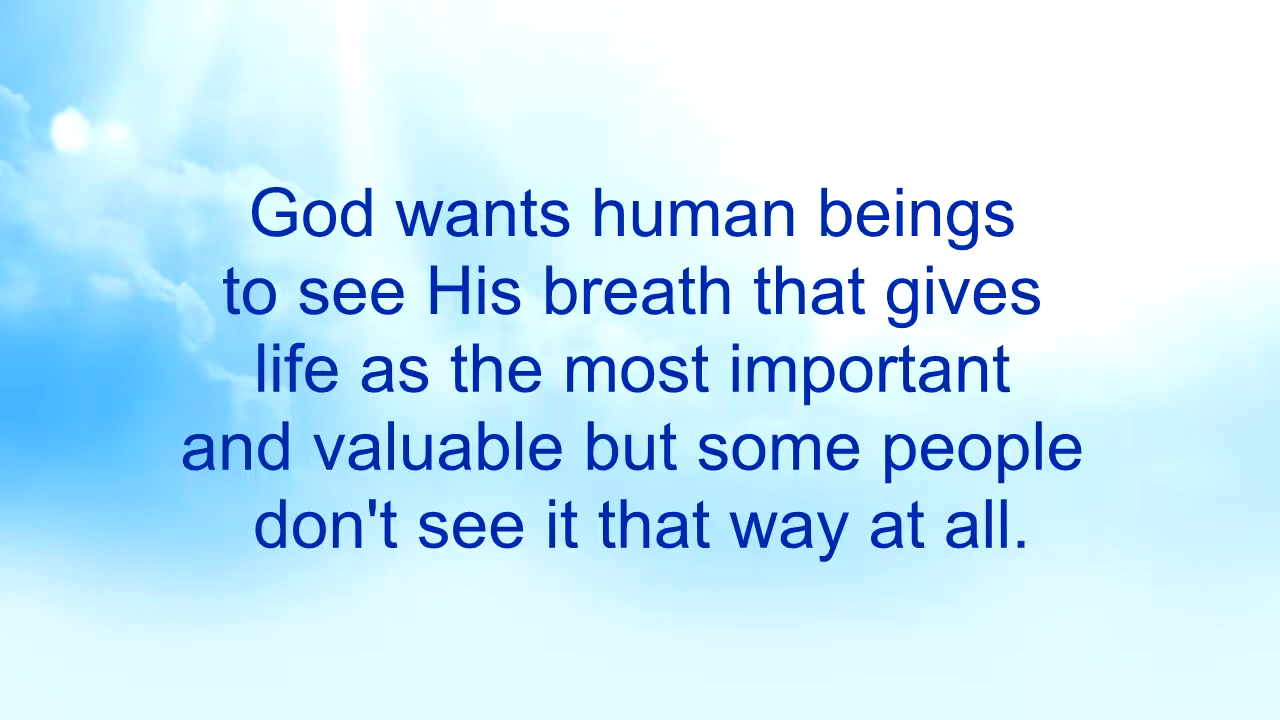 God wants human beings
to see His breath that gives
life as the most important
and valuable but some people
don't see it that way at all.